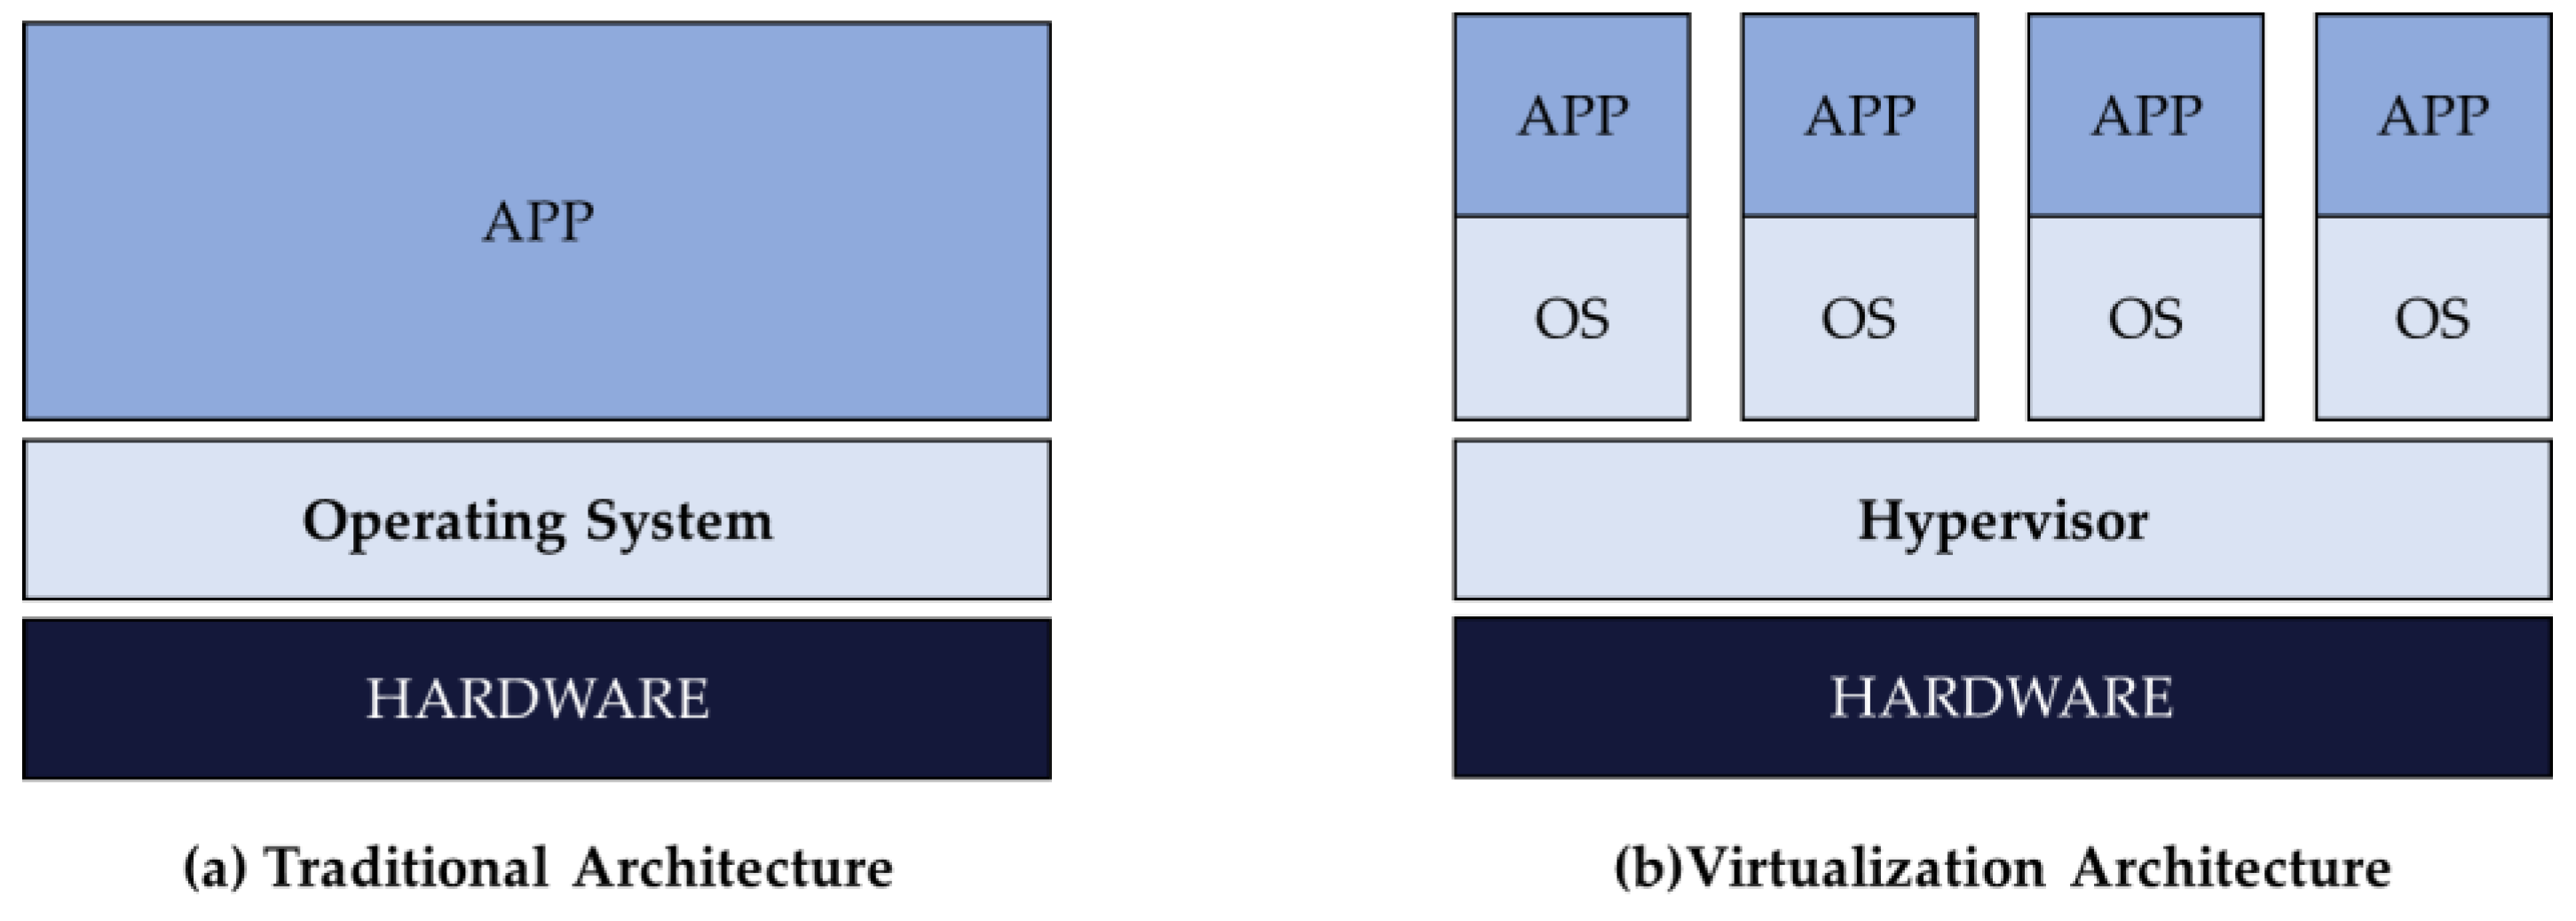 APP
Operating System
HARDWARE
(a) Traditional Architecture
APP APP APP APP
OS OS OS OS
Hypervisor
HARDWARE
(b)Virtualization Architecture